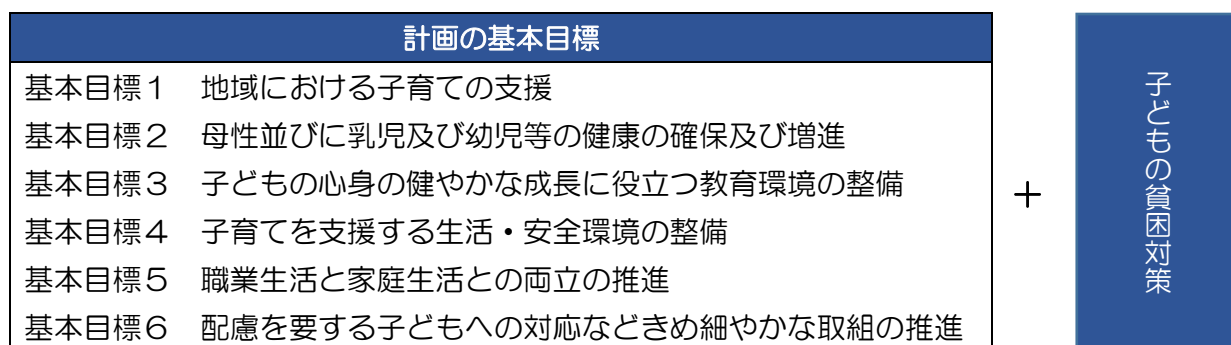 計画の基本目標
基本目標１　地域における子育ての支援
基本目標２　母性並びに乳児及び幼児等の健康の確保及び増進
基本目標３　子どもの心身の健やかな成長に役立つ教育環境の整備
基本目標４　子育てを支援する生活・安全環境の整備
基本目標５　職業生活と家庭生活との両立の推進
基本目標６　配慮を要する子どもへの対応などきめ細やかな取組の推進
＋
子どもの貧困対策